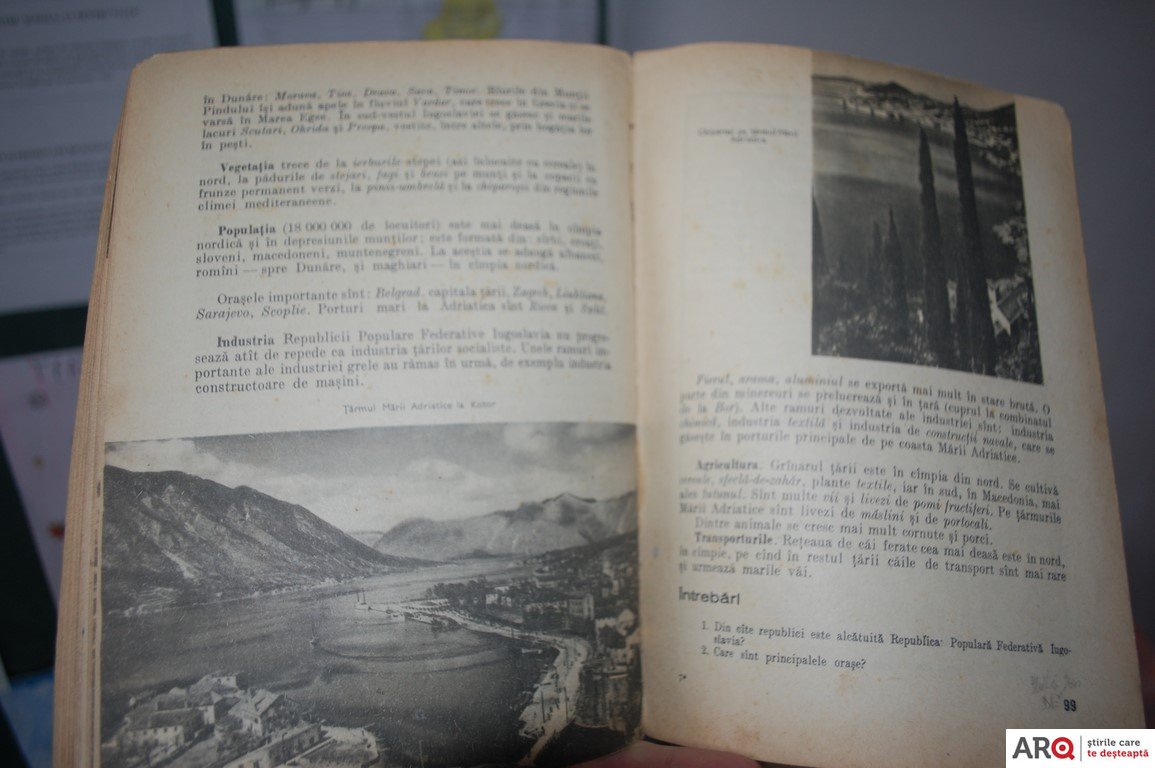 în Dunăre: Morava, Tisa, Drava, Sava, Timoc. Rîurile din Munții
Pindului își adună apele în fluviul Vardar, care trece în Grecia și se
varsă în Marea Egee. În sud-vestul Iugoslaviei se găsesc și marile
lacuri Scutari, Ohrida și Prespa, vestite, între altele, prin bogăția lor
în pești.
Vegetația trece de la ierburile stepei (azi înlocuite cu cereale) în
nord, la pădurile de stejari, fagi și brazi pe munți și la copacii cu
frunze permanent verzi, la pinii-umbrelă și la chiparoșii din regiunile
climei mediteraneene.
Populația (18 000 000 de locuitori) este mai deasă în cîmpia
nordică și în depresiunile munților; este formată din: sîrbi, croați,
sloveni, macedoneni, muntenegreni. La aceștia se adaugă albanezi,
romîni — spre Dunăre, și maghiari — în cîmpia nordică.
Orașele importante sînt: Belgrad, capitala țării, Zagreb, Liubliana,
Sarajevo, Scoplie. Porturi mari la Adriatica sînt Rieca și Split.
Industria Republicii Populare Federative Iugoslavia nu progre-
sează atît de repede ca industria țărilor socialiste. Unele ramuri im-
portante ale industriei grele au rămas în urmă, de exemplu industria
constructoare de mașini.
Țărmul Mării Adriatice la Kotor
Adriatica
Fierul, arama, aluminiul se exportă mai mult în stare brută. O
parte din minereuri se prelucrează și în țară (cuprul la combinatul
de la Bor). Alte ramuri dezvoltate ale industriei sînt: industria
chimică, industria textilă și industria de construcții navale, care se
găsește în porturile principale de pe coasta Mării Adriatice.
Agricultura. Grînarul țării este în cîmpia din nord. Se cultivă
cereale, sfeclă-de-zahăr, plante textile, iar în sud, în Macedonia, mai
ales tutunul. Sînt multe vii și livezi de pomi fructiferi. Pe țărmurile
Mării Adriatice sînt livezi de măslini și de portocali.
Dintre animale se cresc mai mult cornute și porci.
Transporturile. Rețeaua de căi ferate cea mai deasă este în nord,
în cîmpie, pe cînd în restul țării căile de transport sînt mai rare
și urmează marile văi.
Întrebări
1. Din cîte republici este alcătuită Republica Populară Federativă Iugo-
slavia?
2. Care sînt principalele orașe?
7*
99
ARQ știrile care
te deșteaptă